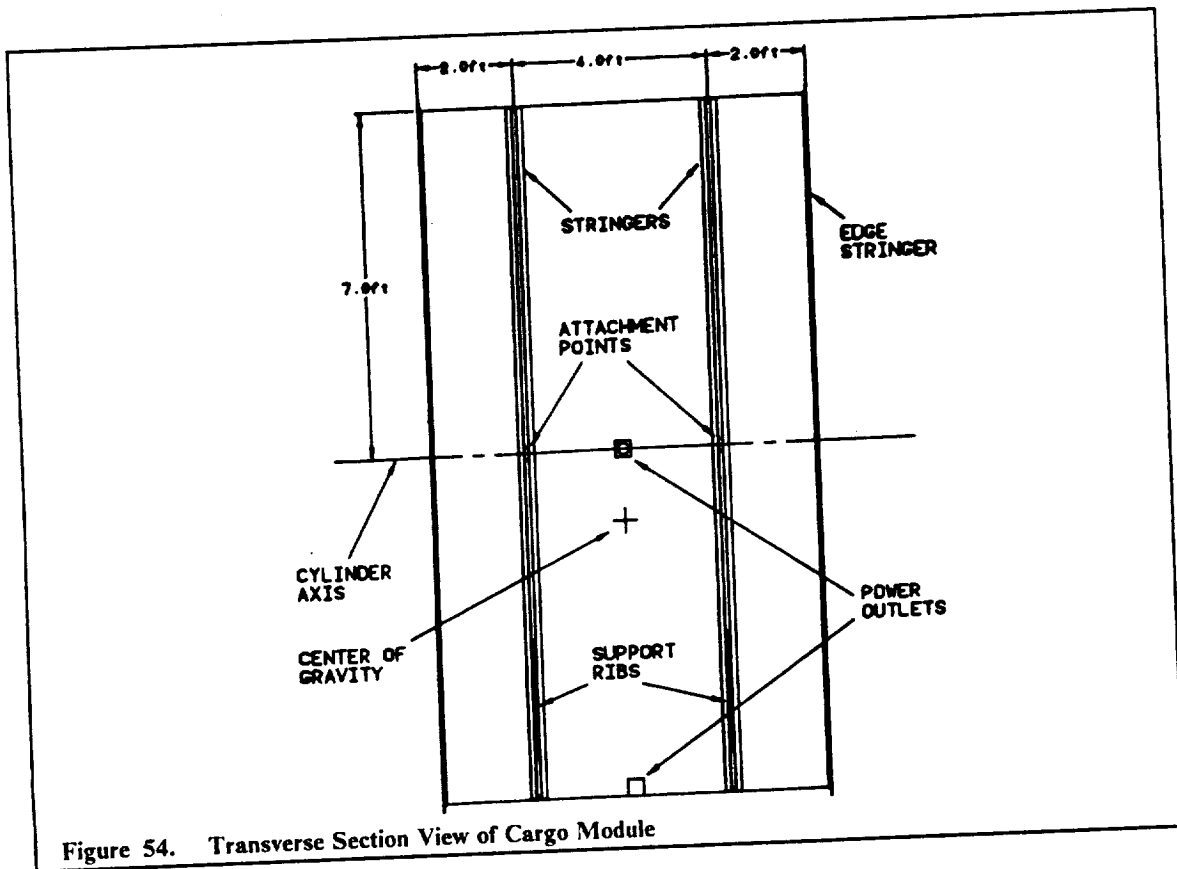 2.0ft 4.0ft 2.0ft
STRINGERS
EDGE
STRINGER
7.0ft
ATTACHMENT
POINTS
CYLINDER
AXIS
POWER
OUTLETS
CENTER OF
GRAVITY
SUPPORT
RIBS
Figure 54. Transverse Section View of Cargo Module